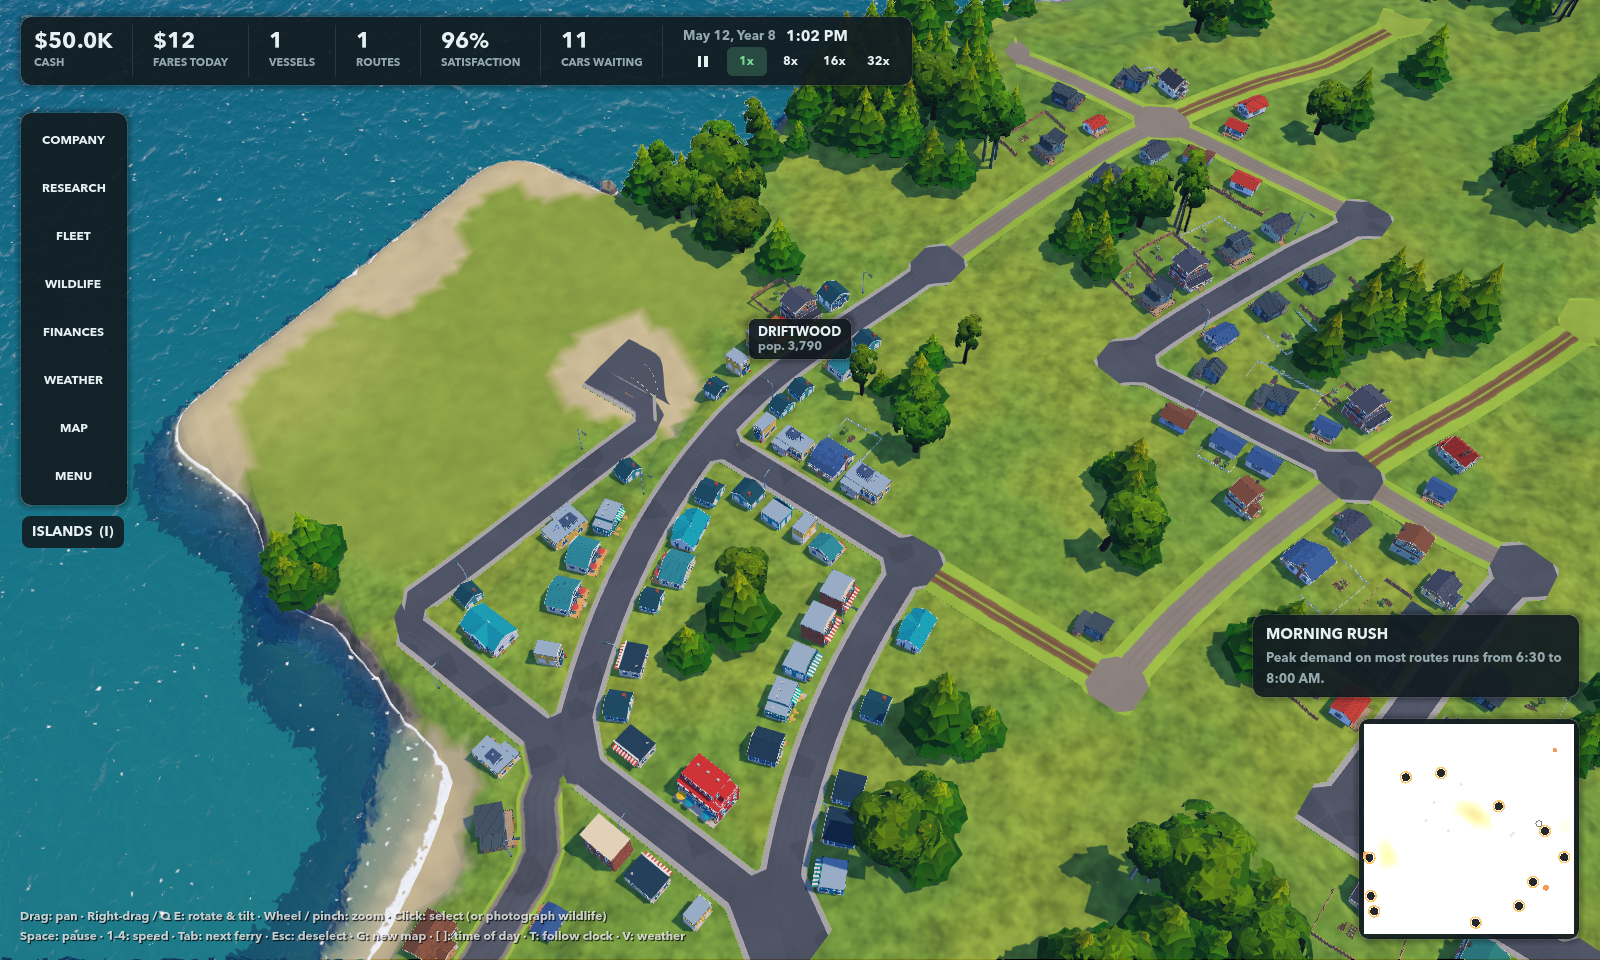 $50.0K
CASH
$12
FARES TODAY
1
VESSELS
1
ROUTES
96%
SATISFACTION
11
CARS WAITING
May 12, Year 8 1:02 PM
1x 8x 16x 32x
COMPANY
RESEARCH
FLEET
WILDLIFE
FINANCES
WEATHER
MAP
MENU
ISLANDS (I)
DRIFTWOOD
pop. 3,790
MORNING RUSH
Peak demand on most routes runs from 6:30 to
8:00 AM.
Drag: pan · Right-drag / E: rotate & tilt · Wheel / pinch: zoom · Click: select (or photograph wildlife)
Space: pause · 1-4: speed · Tab: next ferry · Esc: deselect · G: new map · [ ]: time of day · T: follow clock · V: weather